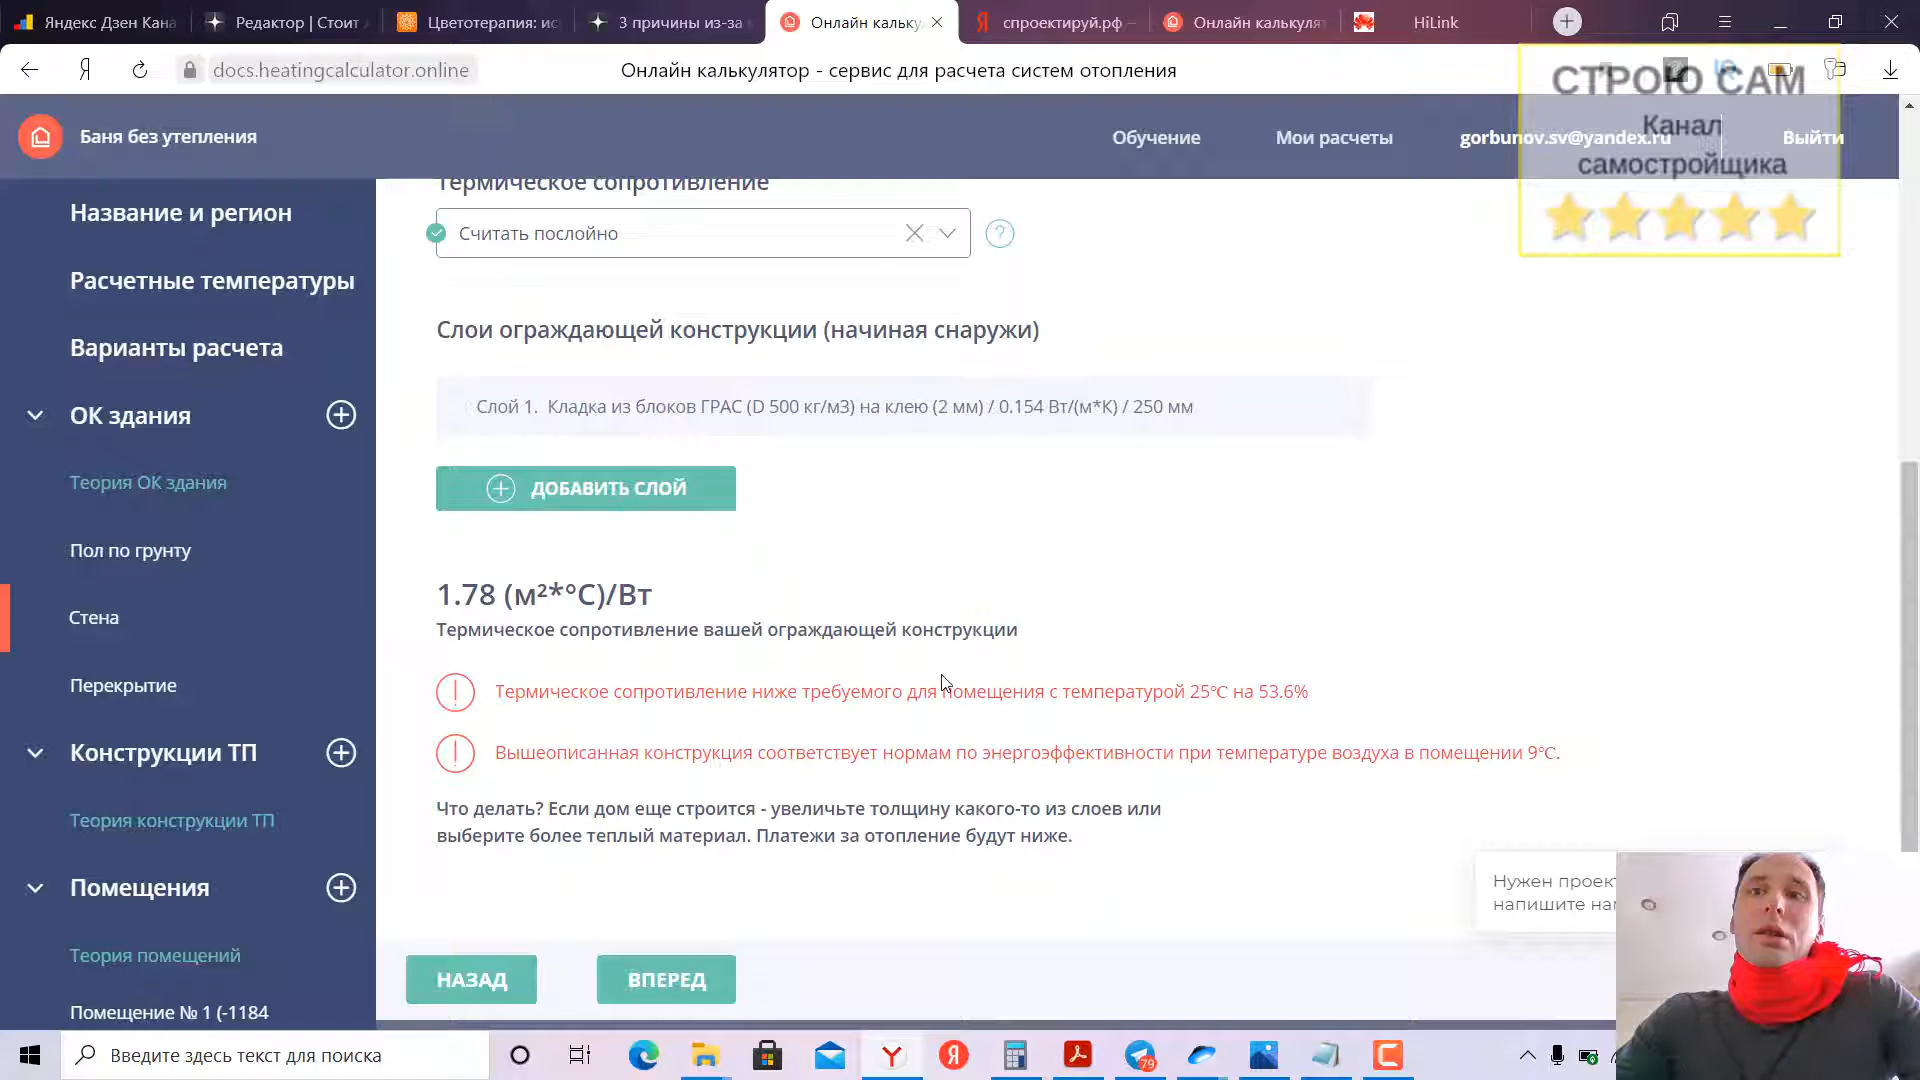 Яндекс Дзен Кана
Редактор | Стоит
Цветотерапия: ис
3 причины из-за
Онлайн кальку
спроектируй.рф –
Онлайн калькулят
HiLink
docs.heatingcalculator.online
Онлайн калькулятор - сервис для расчета систем отопления
СТРОЮ САМ
Канал
самостройщика
Баня без утепления
Обучение
Мои расчеты
gorbunov.sv@yandex.ru
Выйти
Название и регион
Расчетные температуры
Варианты расчета
ОК здания
Теория ОК здания
Пол по грунту
Стена
Перекрытие
Конструкции ТП
Теория конструкции ТП
Помещения
Теория помещений
Помещение № 1 (-1184
Термическое сопротивление
Считать послойно
?
Слои ограждающей конструкции (начиная снаружи)
Слой 1. Кладка из блоков ГРАС (D 500 кг/м3) на клею (2 мм) / 0.154 Вт/(м*К) / 250 мм
ДОБАВИТЬ СЛОЙ
1.78 (м²*°С)/Вт
Термическое сопротивление вашей ограждающей конструкции
Термическое сопротивление ниже требуемого для помещения с температурой 25℃ на 53.6%
Вышеописанная конструкция соответствует нормам по энергоэффективности при температуре воздуха в помещении 9℃.
Что делать? Если дом еще строится - увеличьте толщину какого-то из слоев или
выберите более теплый материал. Платежи за отопление будут ниже.
Нужен проект
напишите нам
НАЗАД
ВПЕРЕД
Введите здесь текст для поиска
79